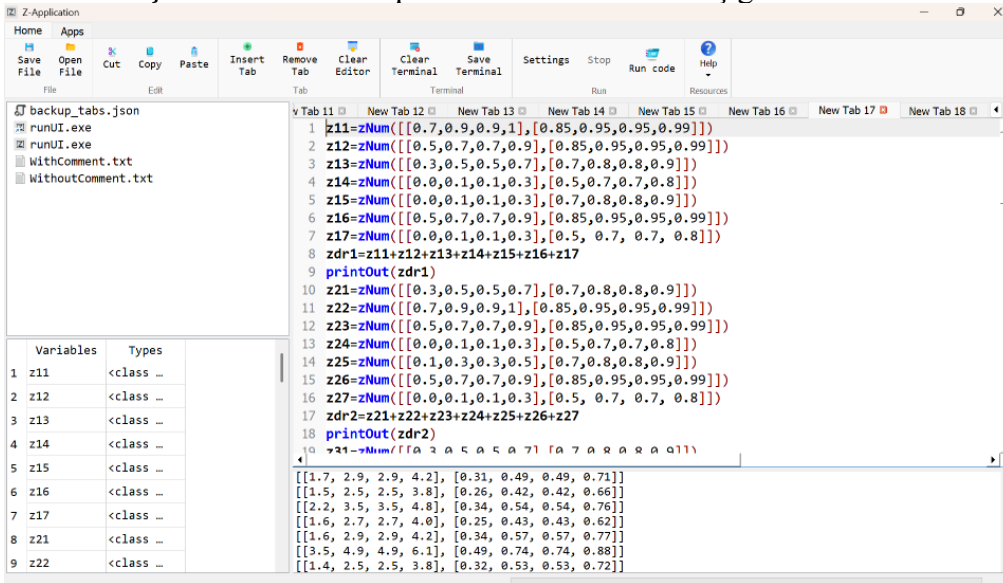 Z-Application
Home Apps
Save File Open File Cut Copy Paste Insert Tab Remove Tab Clear Editor Clear Terminal Save Terminal Settings Stop Run code Help
File Edit Tab Terminal Run Resources
backup_tabs.json
runUI.exe
runUI.exe
WithComment.txt
WithoutComment.txt
Variables Types
1 z11 <class …
2 z12 <class …
3 z13 <class …
4 z14 <class …
5 z15 <class …
6 z16 <class …
7 z17 <class …
8 z21 <class …
9 z22 <class …
v Tab 11 New Tab 12 New Tab 13 New Tab 14 New Tab 15 New Tab 16 New Tab 17 New Tab 18
1 z11=zNum([[0.7,0.9,0.9,1],[0.85,0.95,0.95,0.99]])
2 z12=zNum([[0.5,0.7,0.7,0.9],[0.85,0.95,0.95,0.99]])
3 z13=zNum([[0.3,0.5,0.5,0.7],[0.7,0.8,0.8,0.9]])
4 z14=zNum([[0.0,0.1,0.1,0.3],[0.5,0.7,0.7,0.8]])
5 z15=zNum([[0.0,0.1,0.1,0.3],[0.7,0.8,0.8,0.9]])
6 z16=zNum([[0.5,0.7,0.7,0.9],[0.85,0.95,0.95,0.99]])
7 z17=zNum([[0.0,0.1,0.1,0.3],[0.5, 0.7, 0.7, 0.8]])
8 zdr1=z11+z12+z13+z14+z15+z16+z17
9 printOut(zdr1)
10 z21=zNum([[0.3,0.5,0.5,0.7],[0.7,0.8,0.8,0.9]])
11 z22=zNum([[0.7,0.9,0.9,1],[0.85,0.95,0.95,0.99]])
12 z23=zNum([[0.5,0.7,0.7,0.9],[0.85,0.95,0.95,0.99]])
13 z24=zNum([[0.0,0.1,0.1,0.3],[0.5,0.7,0.7,0.8]])
14 z25=zNum([[0.1,0.3,0.3,0.5],[0.7,0.8,0.8,0.9]])
15 z26=zNum([[0.5,0.7,0.7,0.9],[0.85,0.95,0.95,0.99]])
16 z27=zNum([[0.0,0.1,0.1,0.3],[0.5, 0.7, 0.7, 0.8]])
17 zdr2=z21+z22+z23+z24+z25+z26+z27
18 printOut(zdr2)
19 z31=zNum([[0.3,0.5,0.5,0.7],[0.7,0.8,0.8,0.9]])
[[1.7, 2.9, 2.9, 4.2], [0.31, 0.49, 0.49, 0.71]]
[[1.5, 2.5, 2.5, 3.8], [0.26, 0.42, 0.42, 0.66]]
[[2.2, 3.5, 3.5, 4.8], [0.34, 0.54, 0.54, 0.76]]
[[1.6, 2.7, 2.7, 4.0], [0.25, 0.43, 0.43, 0.62]]
[[1.6, 2.9, 2.9, 4.2], [0.34, 0.57, 0.57, 0.77]]
[[3.5, 4.9, 4.9, 6.1], [0.49, 0.74, 0.74, 0.88]]
[[1.4, 2.5, 2.5, 3.8], [0.32, 0.53, 0.53, 0.72]]